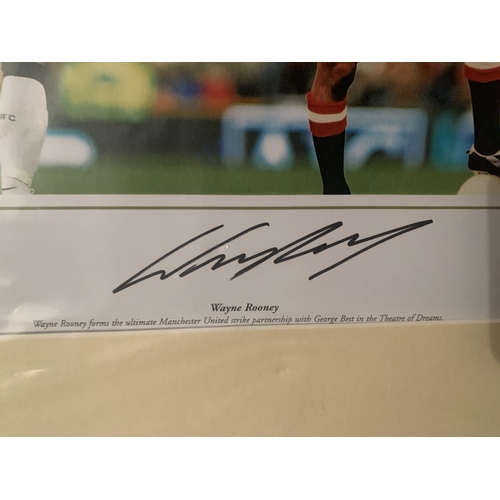 FC
Wayne Rooney
Wayne Rooney forms the ultimate Manchester United strike partnership with George Best in the Theatre of Dreams.